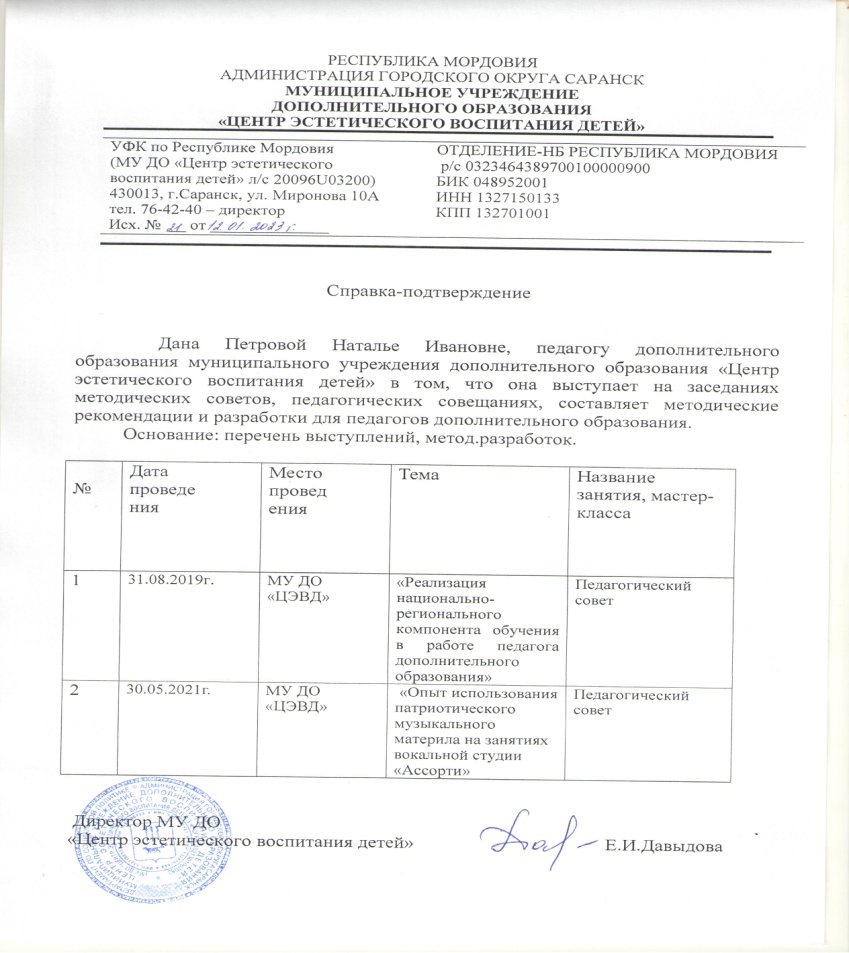 РЕСПУБЛИКА МОРДОВИЯ
АДМИНИСТРАЦИЯ ГОРОДСКОГО ОКРУГА САРАНСК
МУНИЦИПАЛЬНОЕ УЧРЕЖДЕНИЕ
ДОПОЛНИТЕЛЬНОГО ОБРАЗОВАНИЯ
«ЦЕНТР ЭСТЕТИЧЕСКОГО ВОСПИТАНИЯ ДЕТЕЙ»
УФК по Республике Мордовия
(МУ ДО «Центр эстетического
воспитания детей» л/с 20096U03200)
430013, г.Саранск, ул. Миронова 10А
тел. 76-42-40 – директор
Исх. № 21 от 12.01.2023г.
ОТДЕЛЕНИЕ-НБ РЕСПУБЛИКА МОРДОВИЯ
р/с 03234643897001000000900
БИК 048952001
ИНН 1327150133
КПП 132701001
Справка-подтверждение
Дана Петровой Наталье Ивановне, педагогу дополнительного
образования муниципального учреждения дополнительного образования «Центр
эстетического воспитания детей» в том, что она выступает на заседаниях
методических советов, педагогических совещаниях, составляет методические
рекомендации и разработки для педагогов дополнительного образования.
Основание: перечень выступлений, метод.разработок.
№
Дата
проведе
ния
Место
провед
ения
Тема
Название
занятия, мастер-
класса
1
31.08.2019г.
МУ ДО
«ЦЭВД»
«Реализация
национально-
регионального
компонента обучения
в работе педагога
дополнительного
образования»
Педагогический
совет
2
30.05.2021г.
МУ ДО
«ЦЭВД»
«Опыт использования
патриотического
музыкального
материла на занятиях
вокальной студии
«Ассорти»
Педагогический
совет
Директор МУ ДО
«Центр эстетического воспитания детей»
Е.И.Давыдова